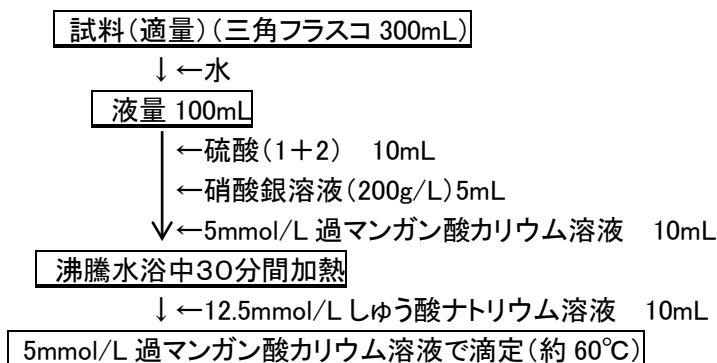 試料(適量)(三角フラスコ 300mL)
↓←水
液量 100mL
←硫酸(1+2) 10mL
←硝酸銀溶液(200g/L)5mL
←5mmol/L 過マンガン酸カリウム溶液 10mL
沸騰水浴中30分間加熱
↓←12.5mmol/L しゅう酸ナトリウム溶液 10mL
5mmol/L 過マンガン酸カリウム溶液で滴定(約 60℃)